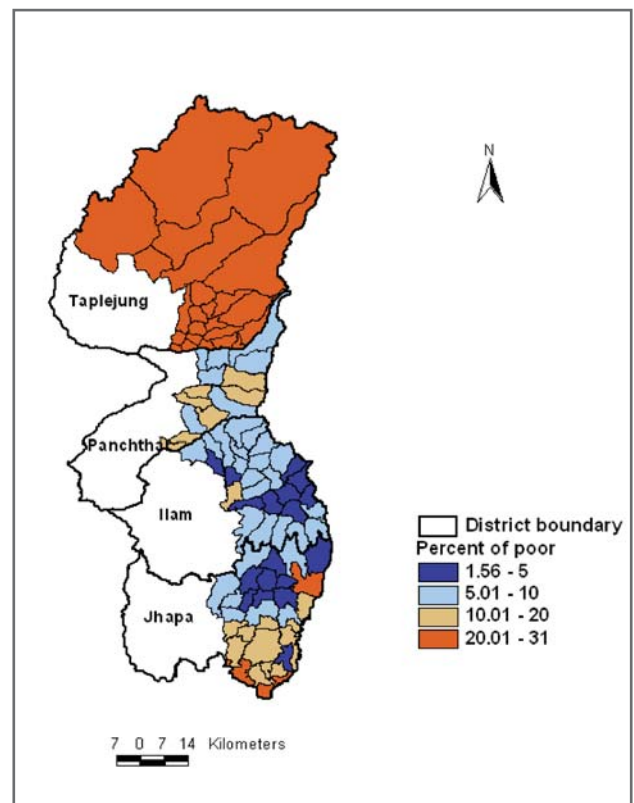 N
Taplejung
Panchthar
Ilam
Jhapa
District boundary
Percent of poor
1.56 - 5
5.01 - 10
10.01 - 20
20.01 - 31
7 0 7 14 Kilometers